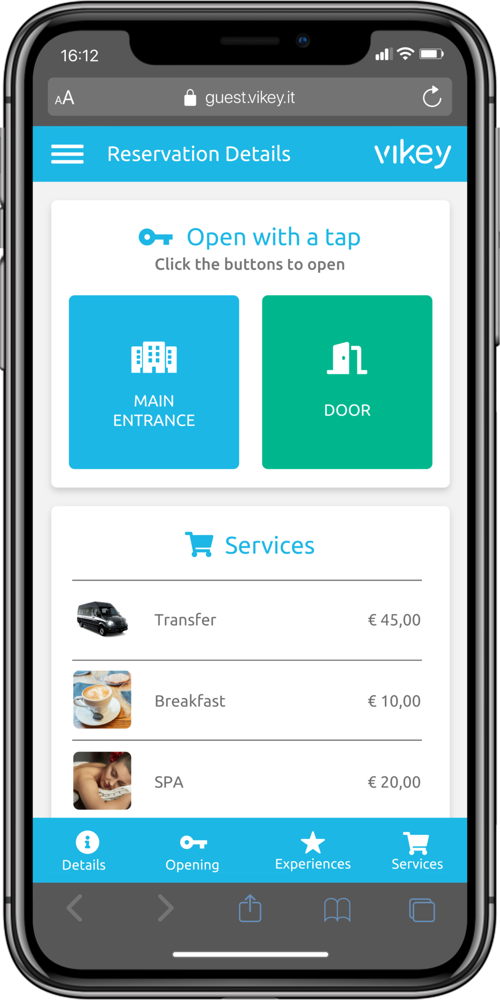 16:12
AA guest.vikey.it
Reservation Details vikey
Open with a tap
Click the buttons to open
MAIN
ENTRANCE
DOOR
Services
Transfer € 45,00
Breakfast € 10,00
SPA € 20,00
Details Opening Experiences Services